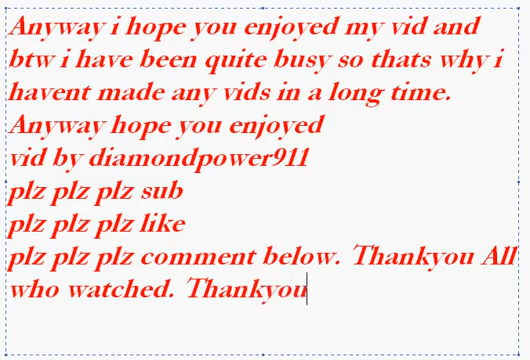 Anyway i hope you enjoyed my vid and
btw i have been quite busy so thats why i
havent made any vids in a long time.
Anyway hope you enjoyed
vid by diamondpower911
plz plz plz sub
plz plz plz like
plz plz plz comment below. Thankyou All
who watched. Thankyou